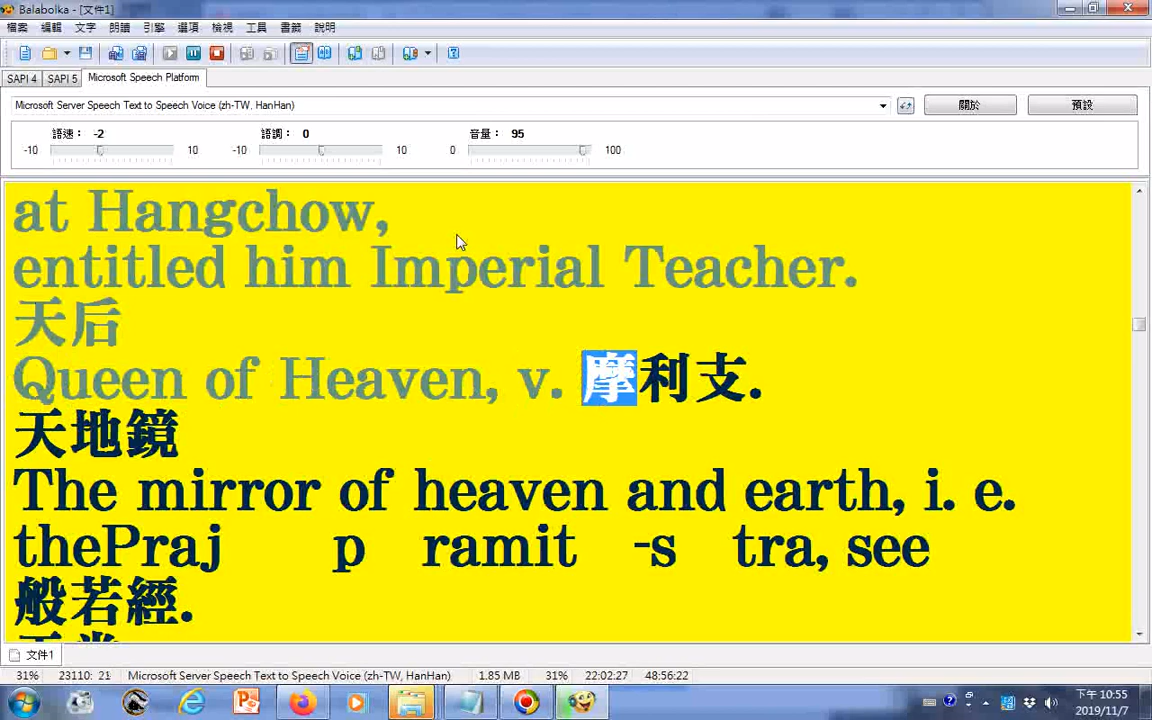 Balabolka - [文件1]
檔案 編輯 文字 朗讀 引擎 選項 檢視 工具 書籤 說明
SAPI 4 SAPI 5 Microsoft Speech Platform
Microsoft Server Speech Text to Speech Voice (zh-TW, HanHan) 關於 預設
語速： -2 語調： 0 音量： 95
-10 10 -10 10 0 100
at Hangchow,
entitled him Imperial Teacher.
天后
Queen of Heaven, v. 摩利支.
天地鏡
The mirror of heaven and earth, i. e.
thePraj p ramit -s tra, see
般若經.
文件1
31% 23110: 21 Microsoft Server Speech Text to Speech Voice (zh-TW, HanHan) 1.85 MB 31% 22:02:27 48:56:22
下午 10:55
2019/11/7